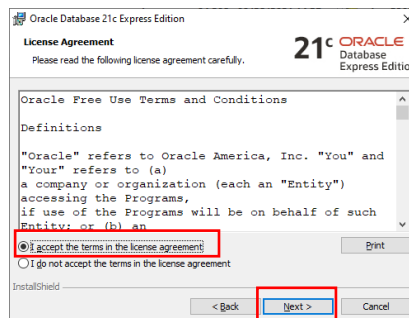 Oracle Database 21c Express Edition
License Agreement
Please read the following license agreement carefully.
21c ORACLE
Database
Express Editio
Oracle Free Use Terms and Conditions
Definitions
"Oracle" refers to Oracle America, Inc. "You" and
"Your" refers to (a)
a company or organization (each an "Entity")
accessing the Programs,
if use of the Programs will be on behalf of such
Entity; or (b) an
I accept the terms in the license agreement
Print
I do not accept the terms in the license agreement
InstallShield
< Back
Next >
Cancel